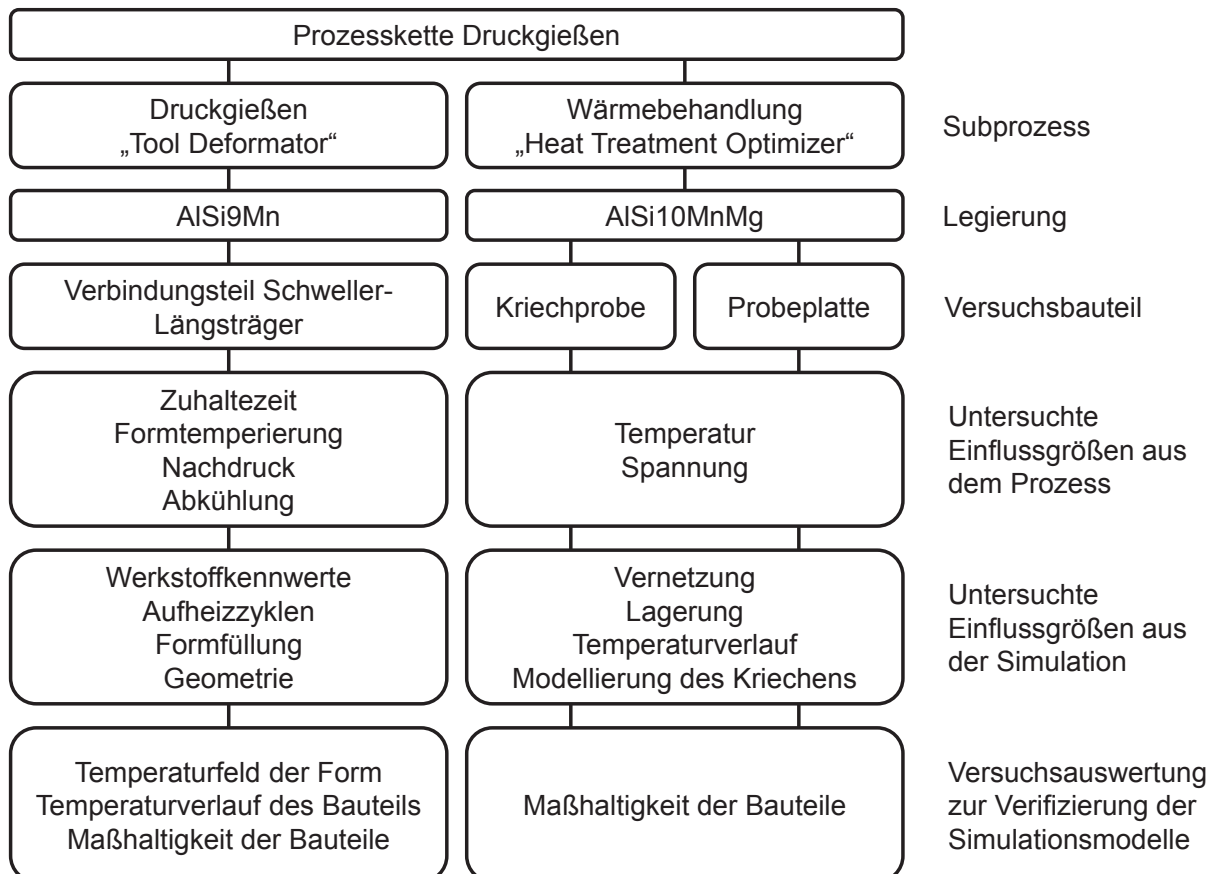 Prozesskette Druckgießen
Druckgießen
„Tool Deformator“
Wärmebehandlung
„Heat Treatment Optimizer“
Subprozess
AlSi9Mn
AlSi10MnMg
Legierung
Verbindungsteil Schweller-
Längsträger
Kriechprobe
Probeplatte
Versuchsbauteil
Zuhaltezeit
Formtemperierung
Nachdruck
Abkühlung
Temperatur
Spannung
Untersuchte
Einflussgrößen aus
dem Prozess
Werkstoffkennwerte
Aufheizzyklen
Formfüllung
Geometrie
Vernetzung
Lagerung
Temperaturverlauf
Modellierung des Kriechens
Untersuchte
Einflussgrößen aus
der Simulation
Temperaturfeld der Form
Temperaturverlauf des Bauteils
Maßhaltigkeit der Bauteile
Maßhaltigkeit der Bauteile
Versuchsauswertung
zur Verifizierung der
Simulationsmodelle